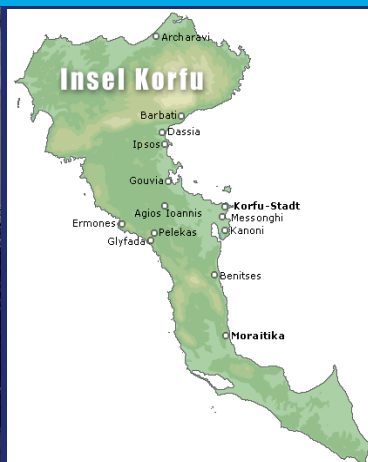 Archaravi
Insel Korfu
Barbati
Dassia
Ipsos
Gouvia
Agios Ioannis
Korfu-Stadt
Messonghi
Ermones
Kanoni
Pelekas
Glyfada
Benitses
Moraitika